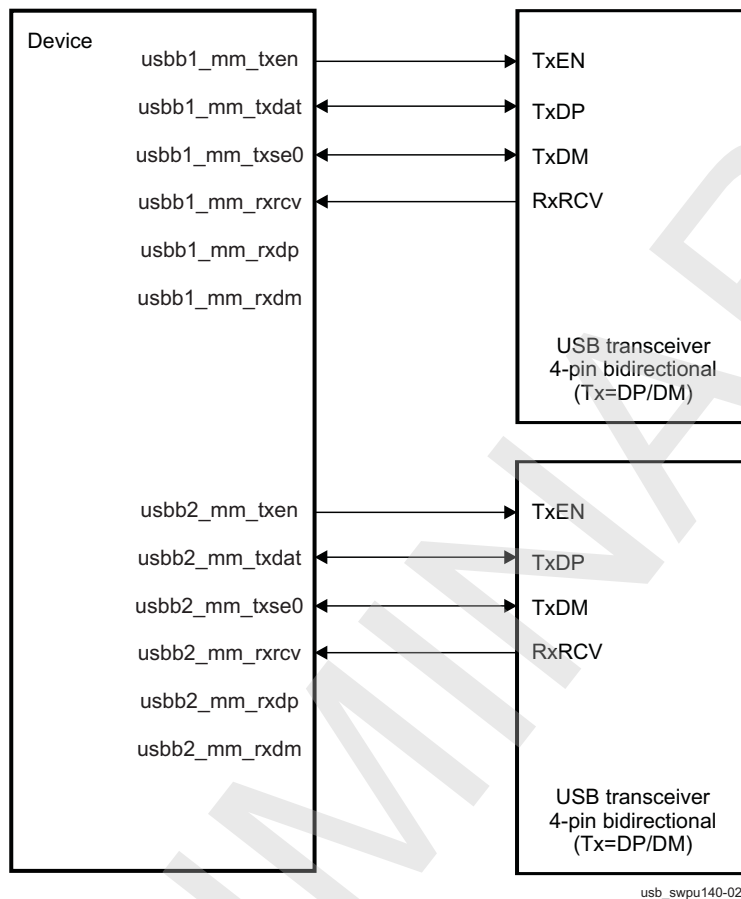 Device
usbb1_mm_txen
TxEN
usbb1_mm_txdat
TxDP
usbb1_mm_txse0
TxDM
usbb1_mm_rxrcv
RxRCV
usbb1_mm_rxdp
usbb1_mm_rxdm
USB transceiver
4-pin bidirectional
(Tx=DP/DM)
usbb2_mm_txen
TxEN
usbb2_mm_txdat
TxDP
usbb2_mm_txse0
TxDM
usbb2_mm_rxrcv
RxRCV
usbb2_mm_rxdp
usbb2_mm_rxdm
USB transceiver
4-pin bidirectional
(Tx=DP/DM)
usb_swpu140-02